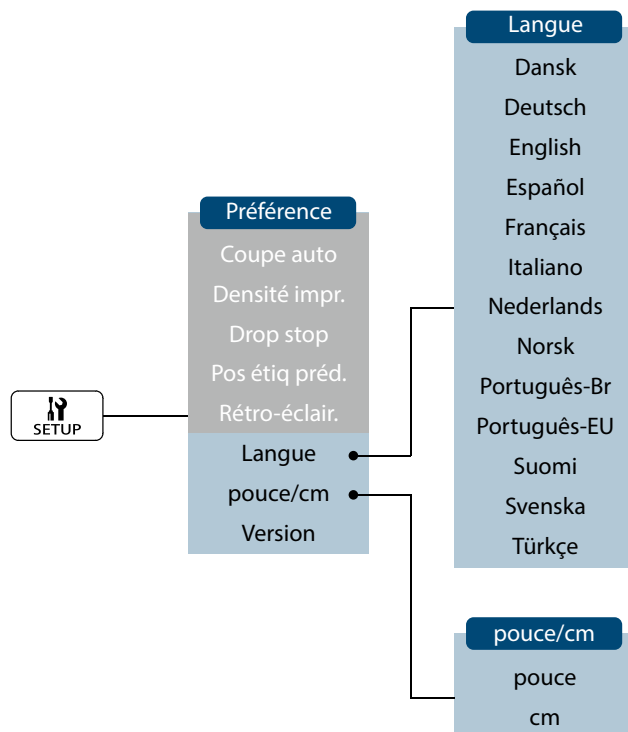 SETUP
Préférence
Coupe auto
Densité impr.
Drop stop
Pos étiq préd.
Rétro-éclair.
Langue
pouce/cm
Version
Langue
Dansk
Deutsch
English
Español
Français
Italiano
Nederlands
Norsk
Português-Br
Português-EU
Suomi
Svenska
Türkçe
pouce/cm
pouce
cm